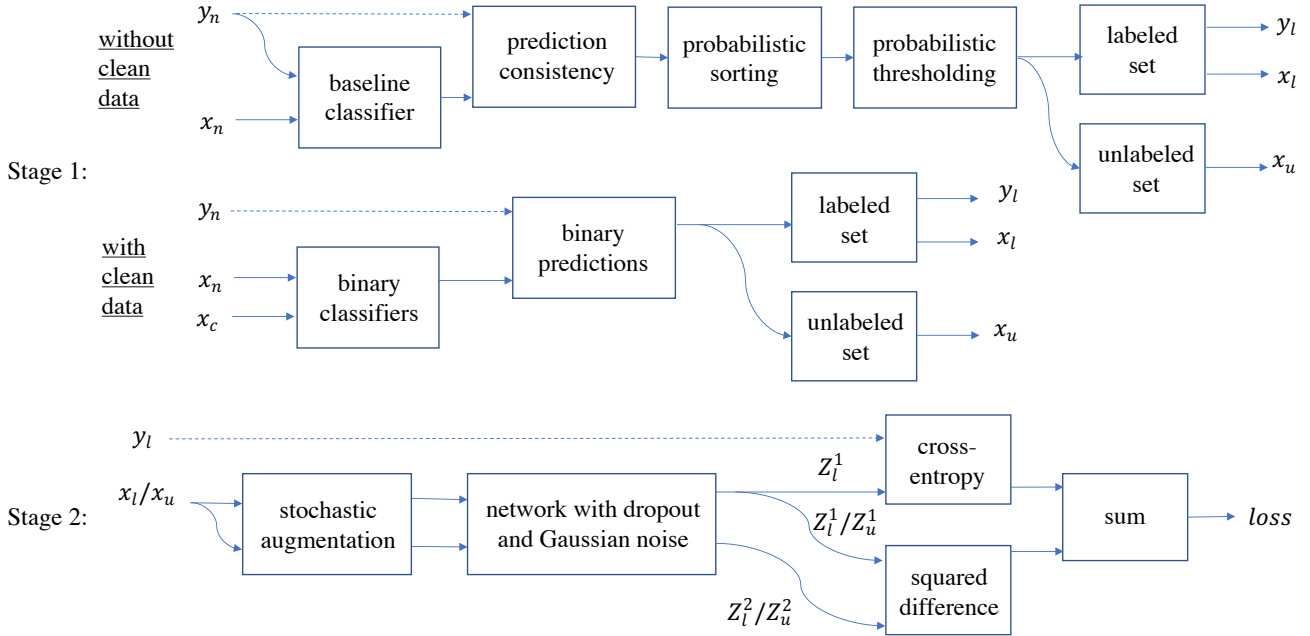 y_n
without
clean
data
x_n
baseline
classifier
prediction
consistency
probabilistic
sorting
probabilistic
thresholding
labeled
set
y_l
x_l
unlabeled
set
x_u
Stage 1:
y_n
with
clean
data
x_n
x_c
binary
classifiers
binary
predictions
labeled
set
y_l
x_l
unlabeled
set
x_u
Stage 2:
y_l
x_l/x_u
stochastic
augmentation
network with dropout
and Gaussian noise
Z_l^1
Z_l^1/Z_u^1
Z_l^2/Z_u^2
cross-
entropy
squared
difference
sum
loss